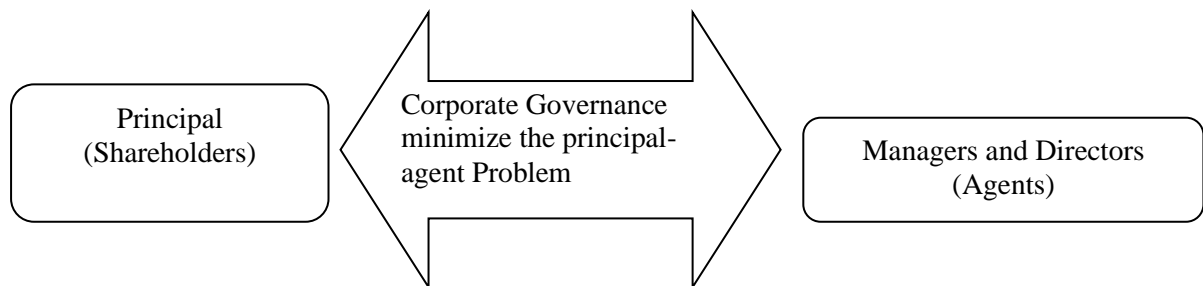 Principal
(Shareholders)
Corporate Governance
minimize the principal-
agent Problem
Managers and Directors
(Agents)